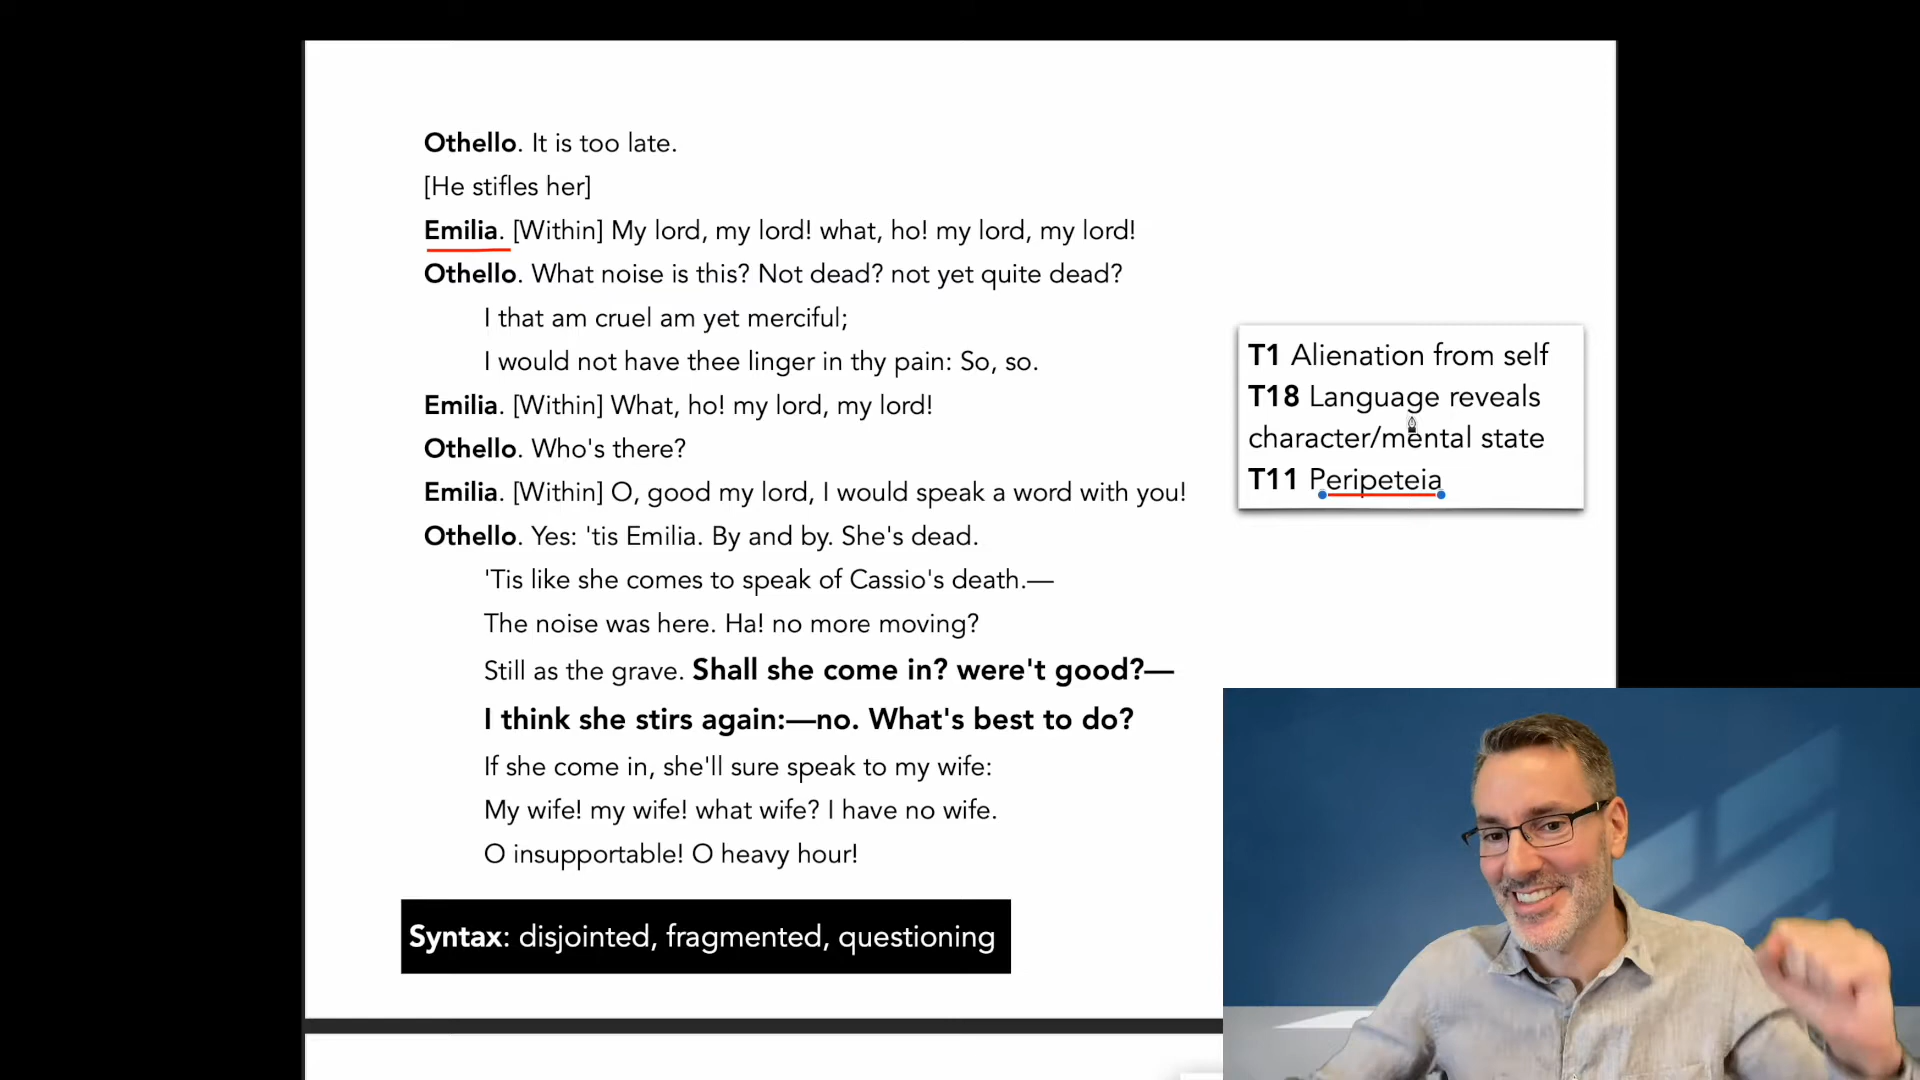 Othello. It is too late.
[He stifles her]
Emilia. [Within] My lord, my lord! what, ho! my lord, my lord!
Othello. What noise is this? Not dead? not yet quite dead?
I that am cruel am yet merciful;
I would not have thee linger in thy pain: So, so.
Emilia. [Within] What, ho! my lord, my lord!
Othello. Who's there?
Emilia. [Within] O, good my lord, I would speak a word with you!
Othello. Yes: 'tis Emilia. By and by. She's dead.
'Tis like she comes to speak of Cassio's death.—
The noise was here. Ha! no more moving?
Still as the grave. Shall she come in? were't good?—
I think she stirs again:—no. What's best to do?
If she come in, she'll sure speak to my wife:
My wife! my wife! what wife? I have no wife.
O insupportable! O heavy hour!
Syntax: disjointed, fragmented, questioning
T1 Alienation from self
T18 Language reveals
character/mental state
T11 Peripeteia